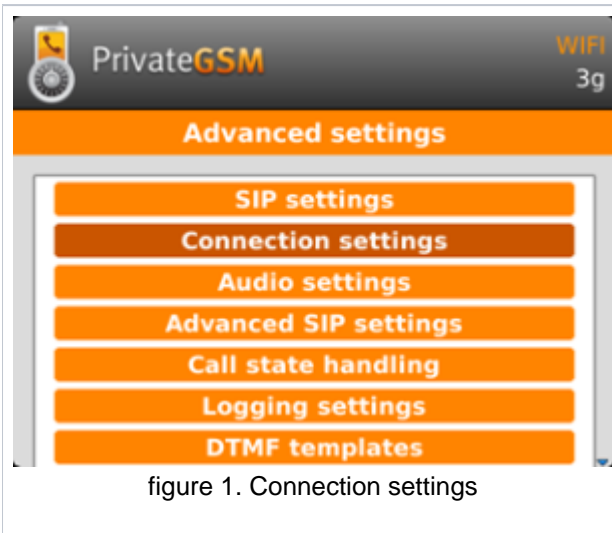 PrivateGSM
WIFI
3g
Advanced settings
SIP settings
Connection settings
Audio settings
Advanced SIP settings
Call state handling
Logging settings
DTMF templates
figure 1. Connection settings